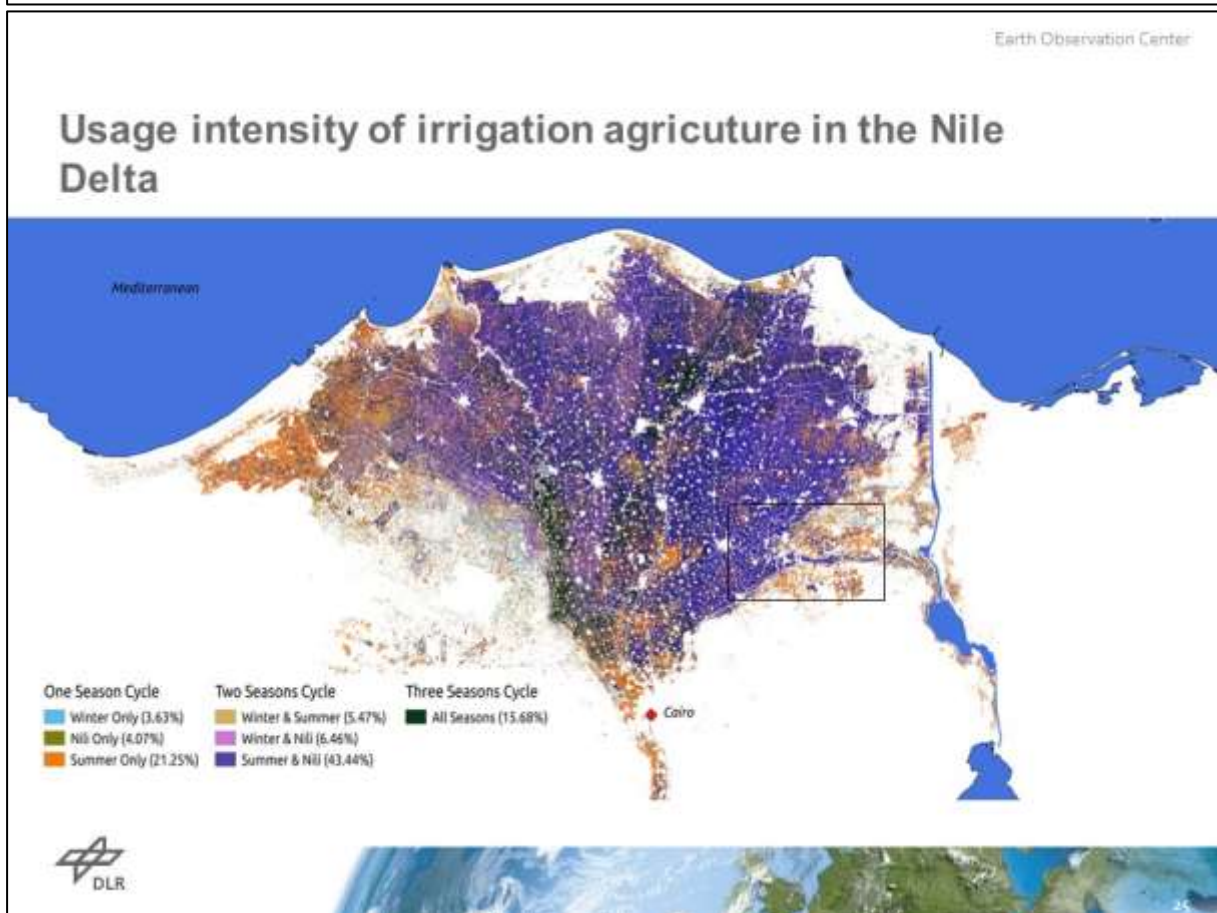 Earth Observation Center
Usage intensity of irrigation agricuture in the Nile
Delta
Mediterranean
One Season Cycle
Winter Only (3.63%)
Nili Only (4.07%)
Summer Only (21.25%)
Two Seasons Cycle
Winter & Summer (5.47%)
Winter & Nili (6.46%)
Summer & Nili (43.44%)
Three Seasons Cycle
All Seasons (15.68%)
Cairo
DLR
25